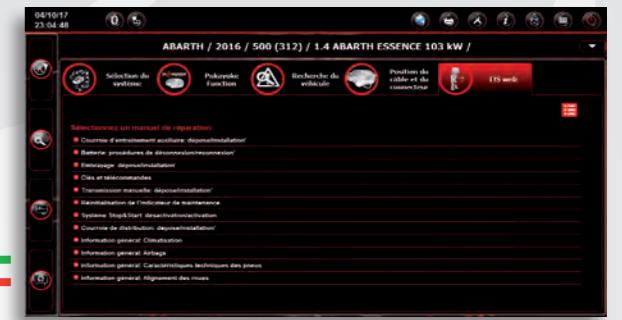 04/10/17
23:04:48
ABARTH / 2016 / 500 (312) / 1.4 ABARTH ESSENCE 103 kW /
Sélection du
système
Pokayoke
Function
Recherche du
véhicule
Position du
câble et du
connecteur
ITS web
Sélectionnez un manuel de réparation:
Courroie d'entraînement auxiliaire: dépose/installation'
Batterie: procédures de déconnexion/reconnexion'
Embrayage: dépose/installation'
Clés et télécommandes
Transmission manuelle: dépose/installation'
Réinitialisation de l'indicateur de maintenance
Système Stop&Start: désactivation/activation
Courroie de distribution: dépose/installation'
Information général: Climatisation
Information général: Airbags
Information général: Caractéristiques techniques des pneus
Information général: Alignement des roues